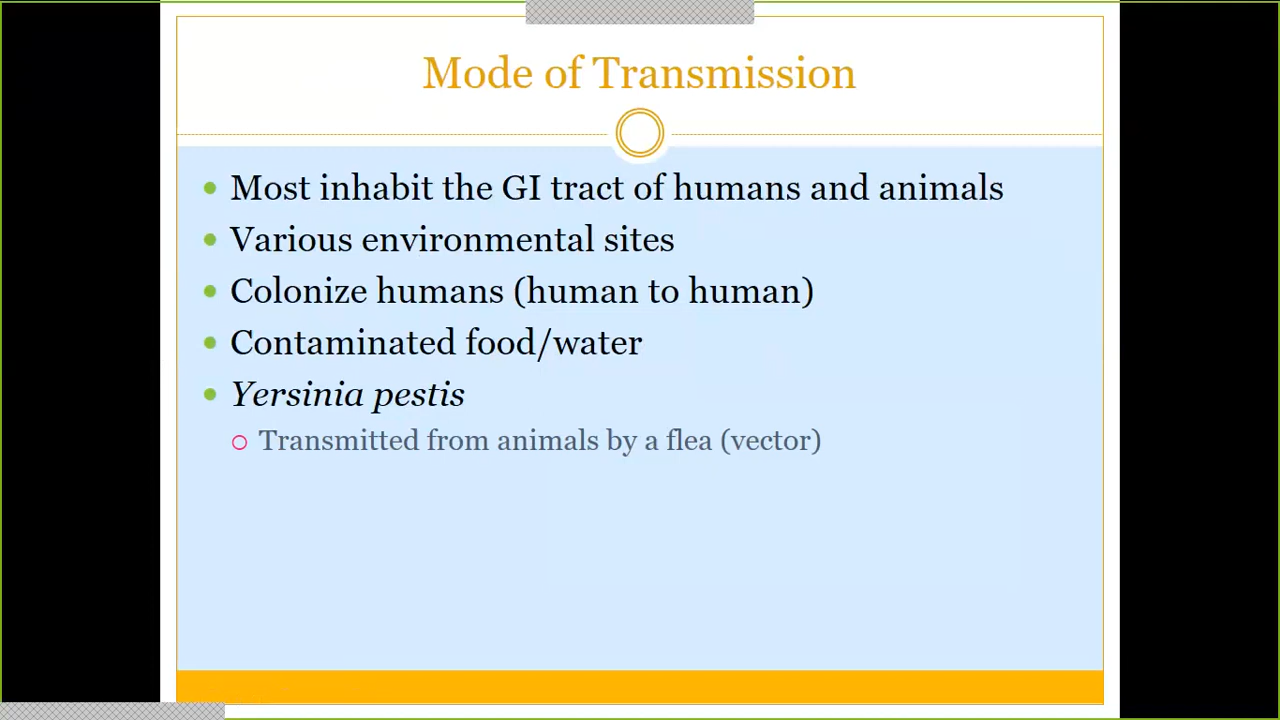 Mode of Transmission
Most inhabit the GI tract of humans and animals
Various environmental sites
Colonize humans (human to human)
Contaminated food/water
Yersinia pestis
Transmitted from animals by a flea (vector)